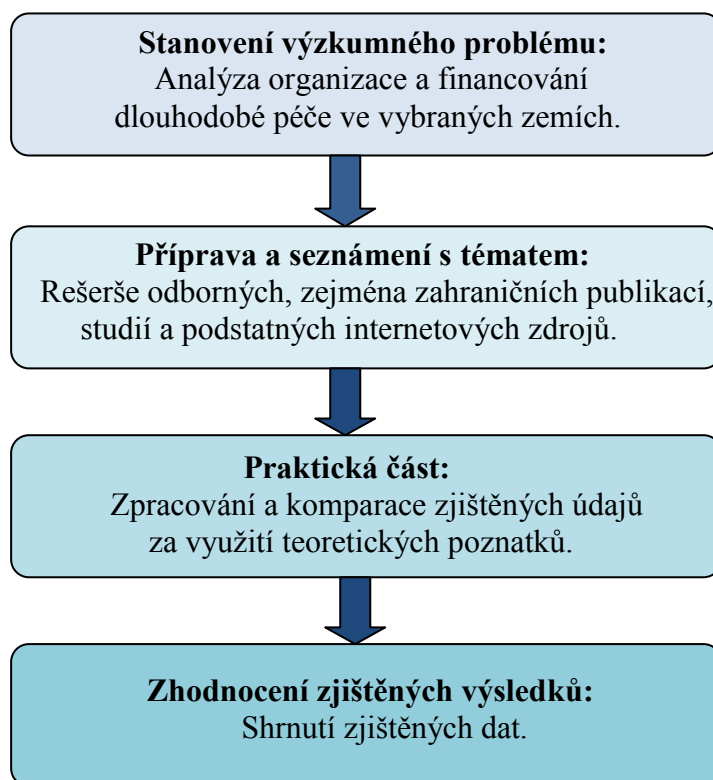 Stanovení výzkumného problému:
Analýza organizace a financování
dlouhodobé péče ve vybraných zemích.
Příprava a seznámení s tématem:
Rešerše odborných, zejména zahraničních publikací,
studií a podstatných internetových zdrojů.
Praktická část:
Zpracování a komparace zjištěných údajů
za využití teoretických poznatků.
Zhodnocení zjištěných výsledků:
Shrnutí zjištěných dat.